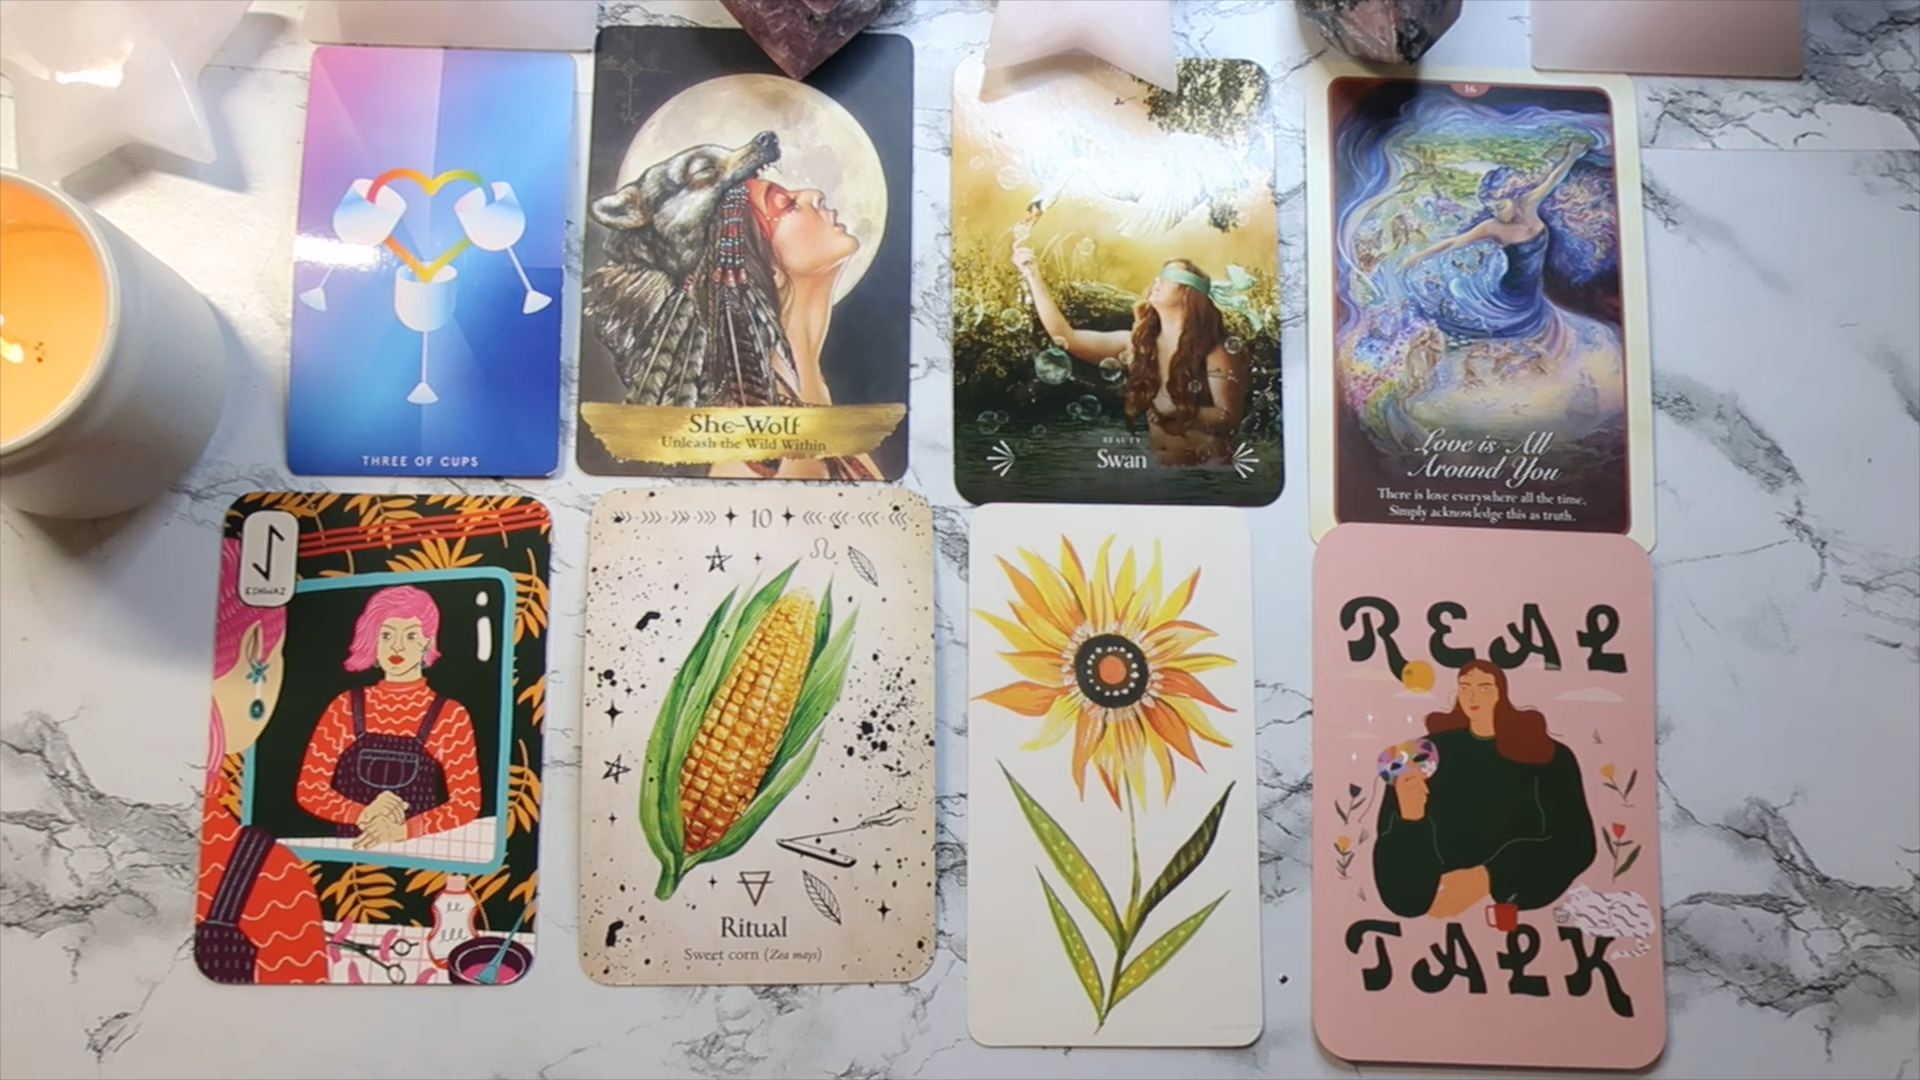 THREE OF CUPS
She-Wolf
Unleash the Wild Within
BEAUTY
Swan
16
Love is All
Around You
There is love everywhere all the time.
Simply acknowledge this as truth.
EIHWAZ
10
Ritual
Sweet corn (Zea mays)
REAL
TALK